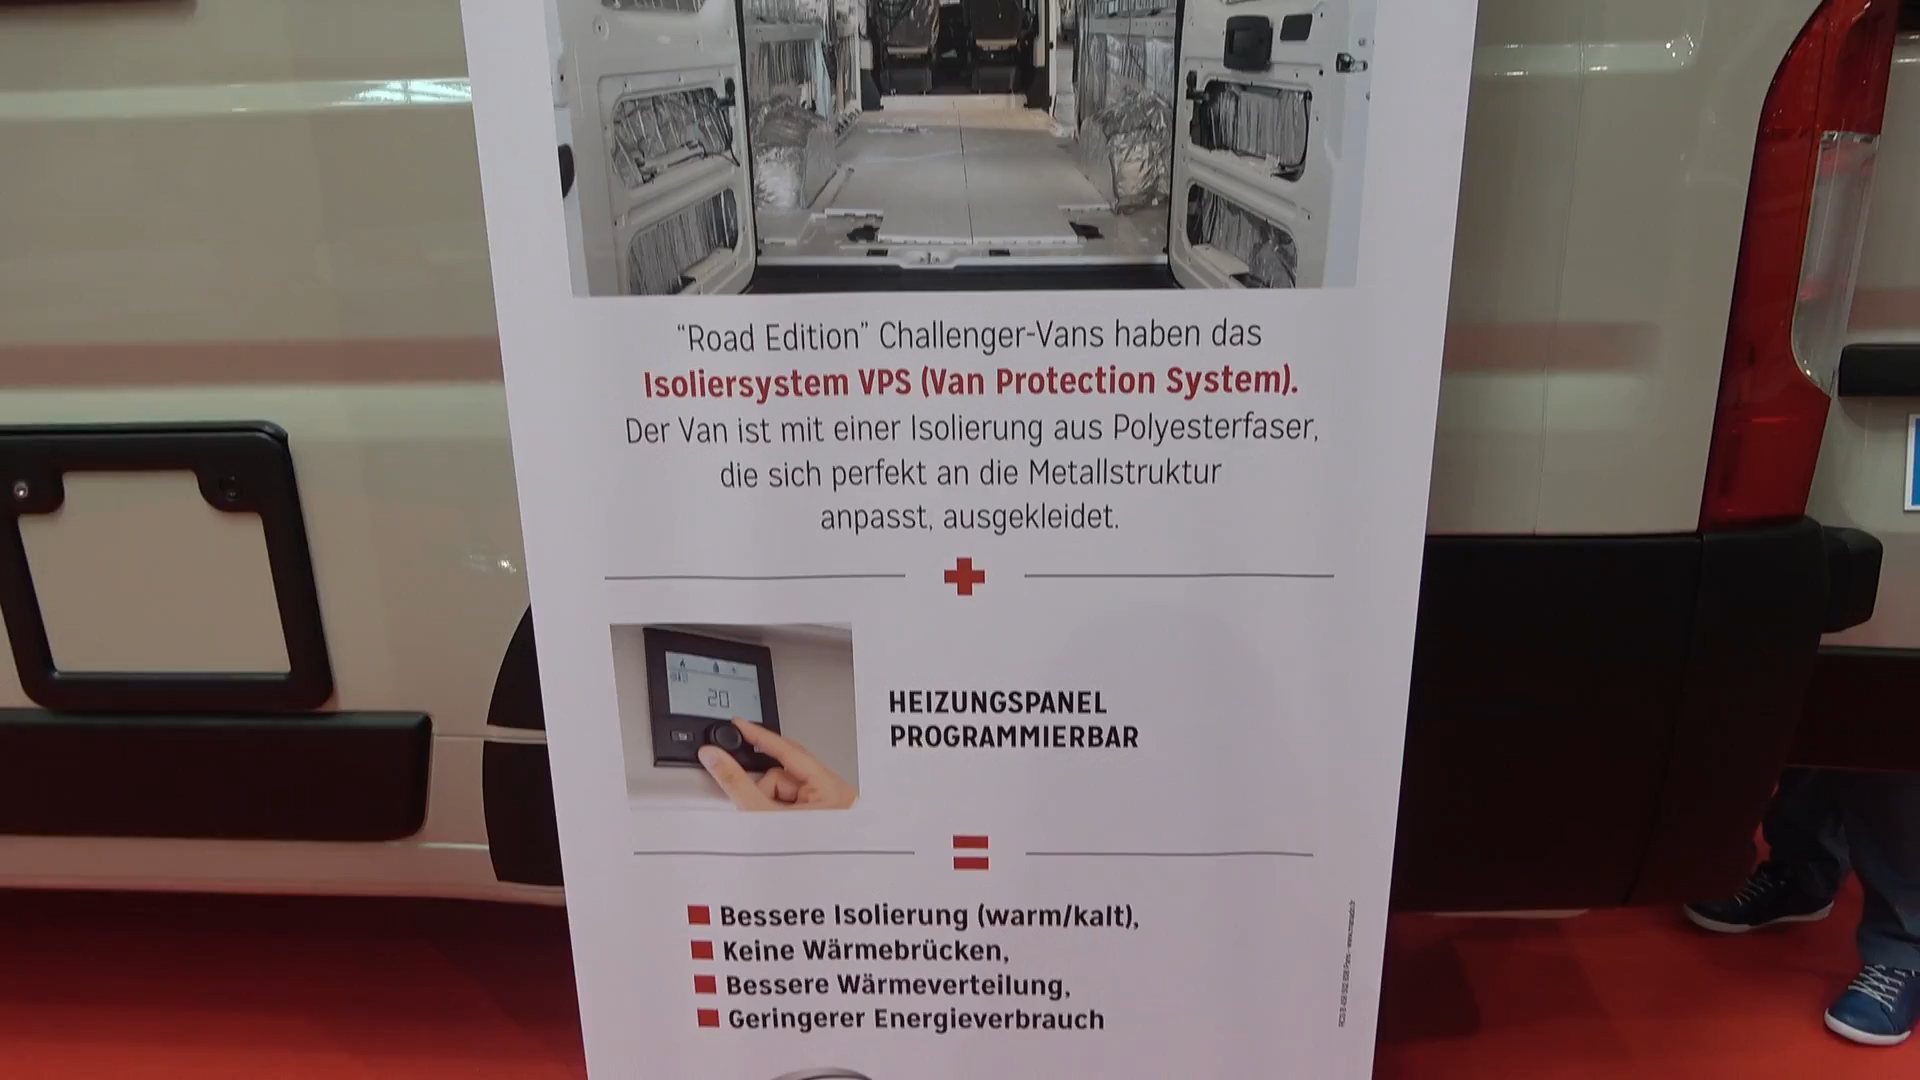 “Road Edition” Challenger-Vans haben das
Isoliersystem VPS (Van Protection System).
Der Van ist mit einer Isolierung aus Polyesterfaser,
die sich perfekt an die Metallstruktur
anpasst, ausgekleidet.
20
HEIZUNGSPANEL
PROGRAMMIERBAR
Bessere Isolierung (warm/kalt),
Keine Wärmebrücken,
Bessere Wärmeverteilung,
Geringerer Energieverbrauch